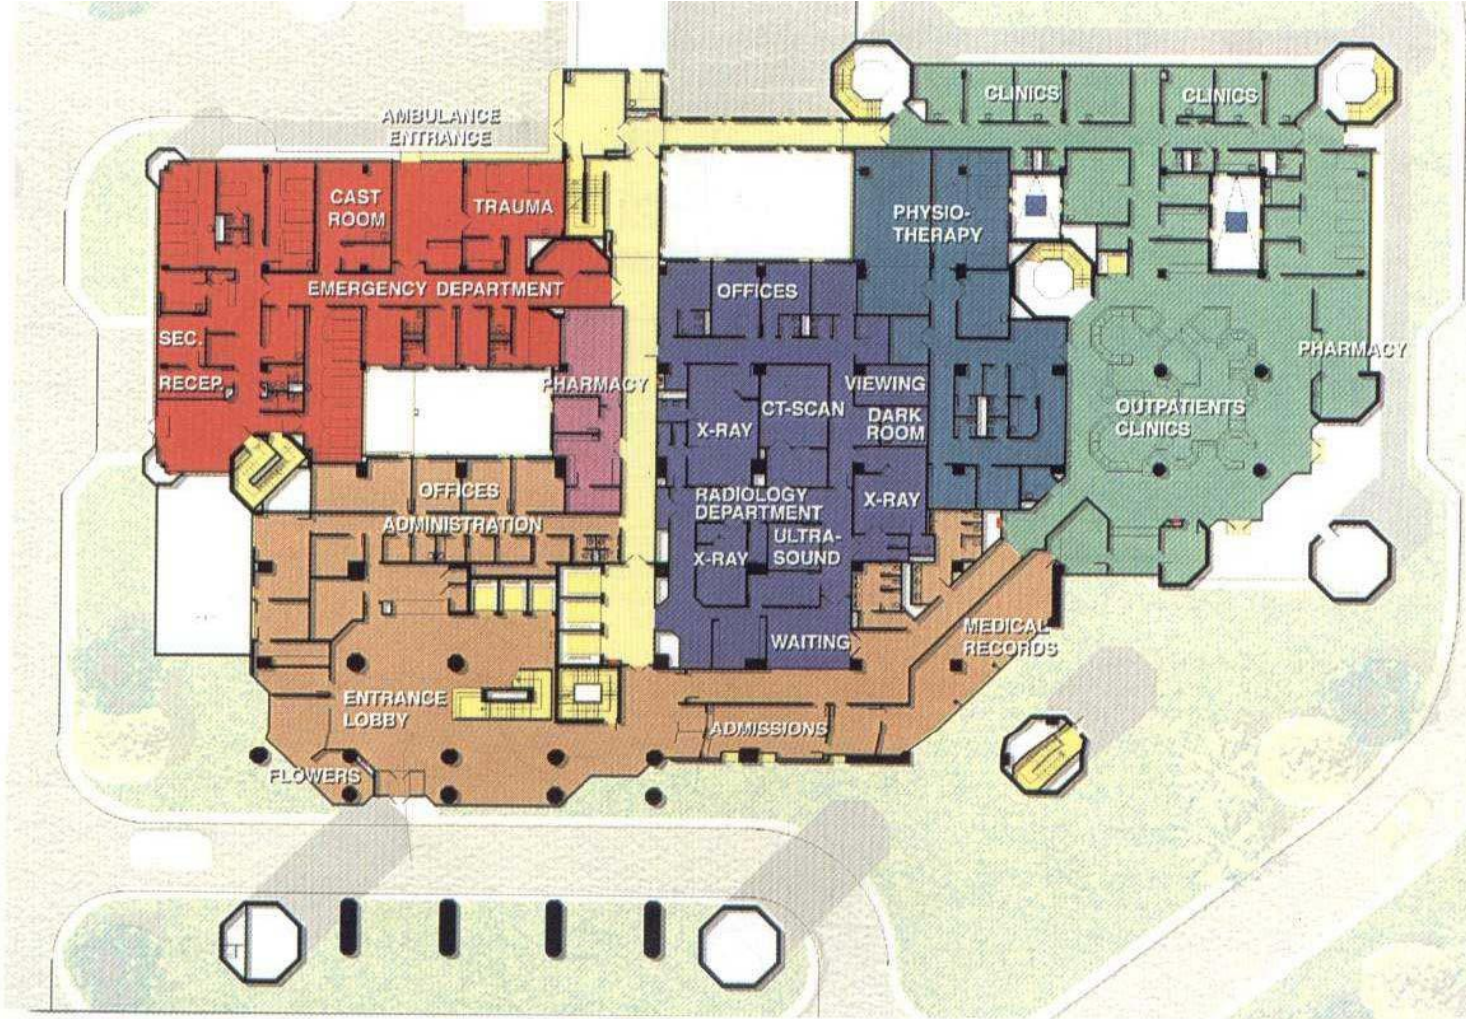 AMBULANCE
ENTRANCE
CLINICS
CLINICS
CAST
ROOM
TRAUMA
PHYSIO-
THERAPY
EMERGENCY DEPARTMENT
OFFICES
SEC.
RECEP.
PHARMACY
VIEWING
PHARMACY
CT-SCAN
X-RAY
DARK
ROOM
OUTPATIENTS
CLINICS
OFFICES
ADMINISTRATION
RADIOLOGY
DEPARTMENT
X-RAY
X-RAY
ULTRA-
SOUND
WAITING
MEDICAL
RECORDS
ENTRANCE
LOBBY
ADMISSIONS
FLOWERS